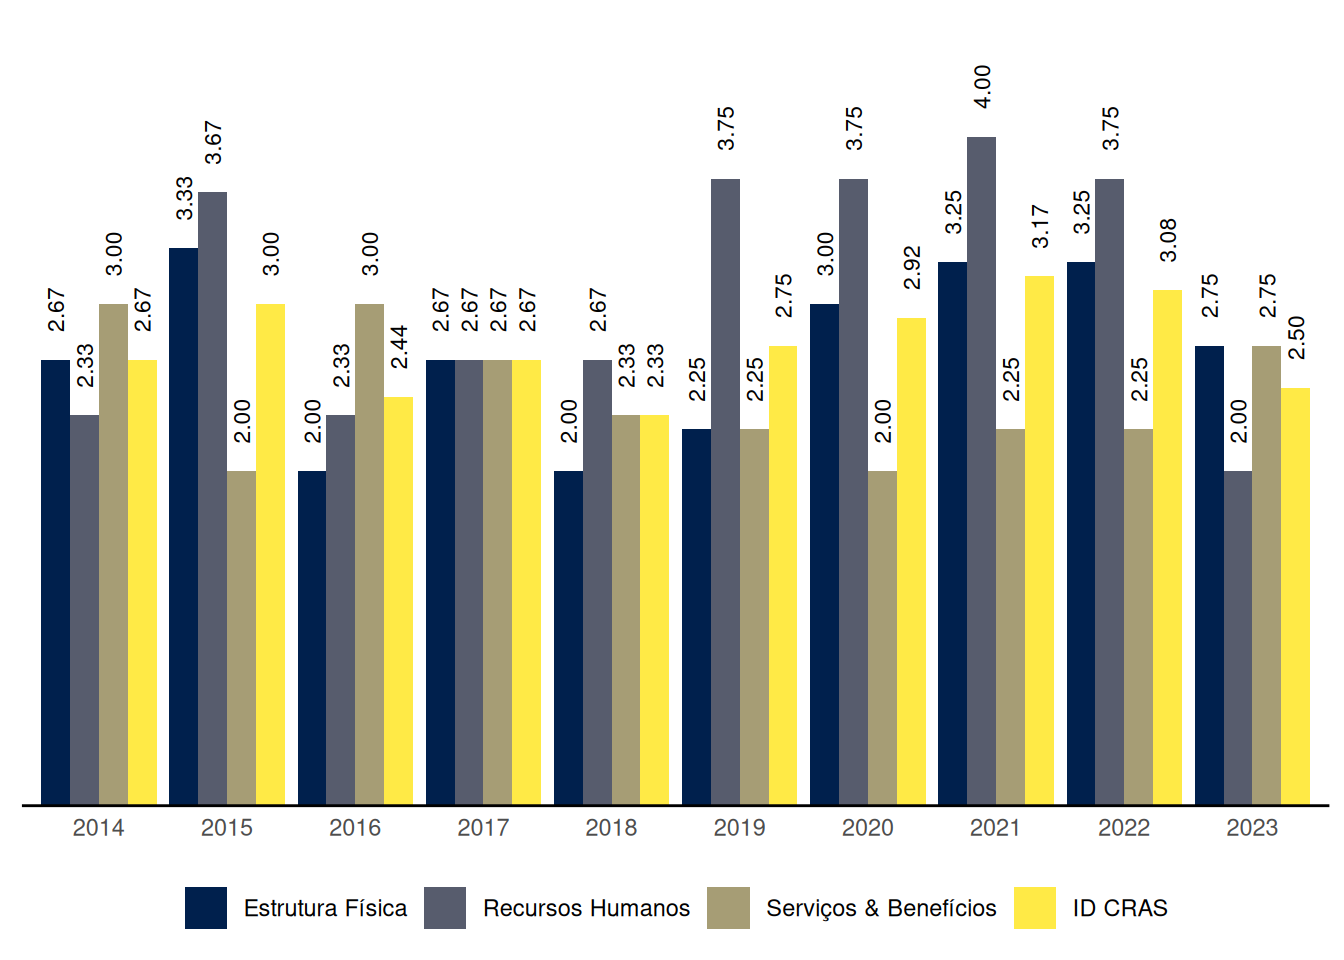 4.00
3.75 3.75 3.75
3.67
3.33 3.25 3.25 3.17
3.00 3.00 3.00 3.00 3.08
2.92
2.67 2.67 2.67 2.67 2.67 2.67 2.67 2.75 2.75 2.75
2.33 2.33 2.44 2.33 2.33 2.25 2.25 2.25 2.25 2.50
2.00 2.00 2.00 2.00 2.00
2014 2015 2016 2017 2018 2019 2020 2021 2022 2023
Estrutura Física Recursos Humanos Serviços & Benefícios ID CRAS